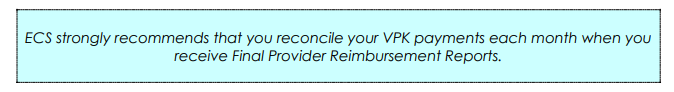 ECS strongly recommends that you reconcile your VPK payments each month when you
receive Final Provider Reimbursement Reports.